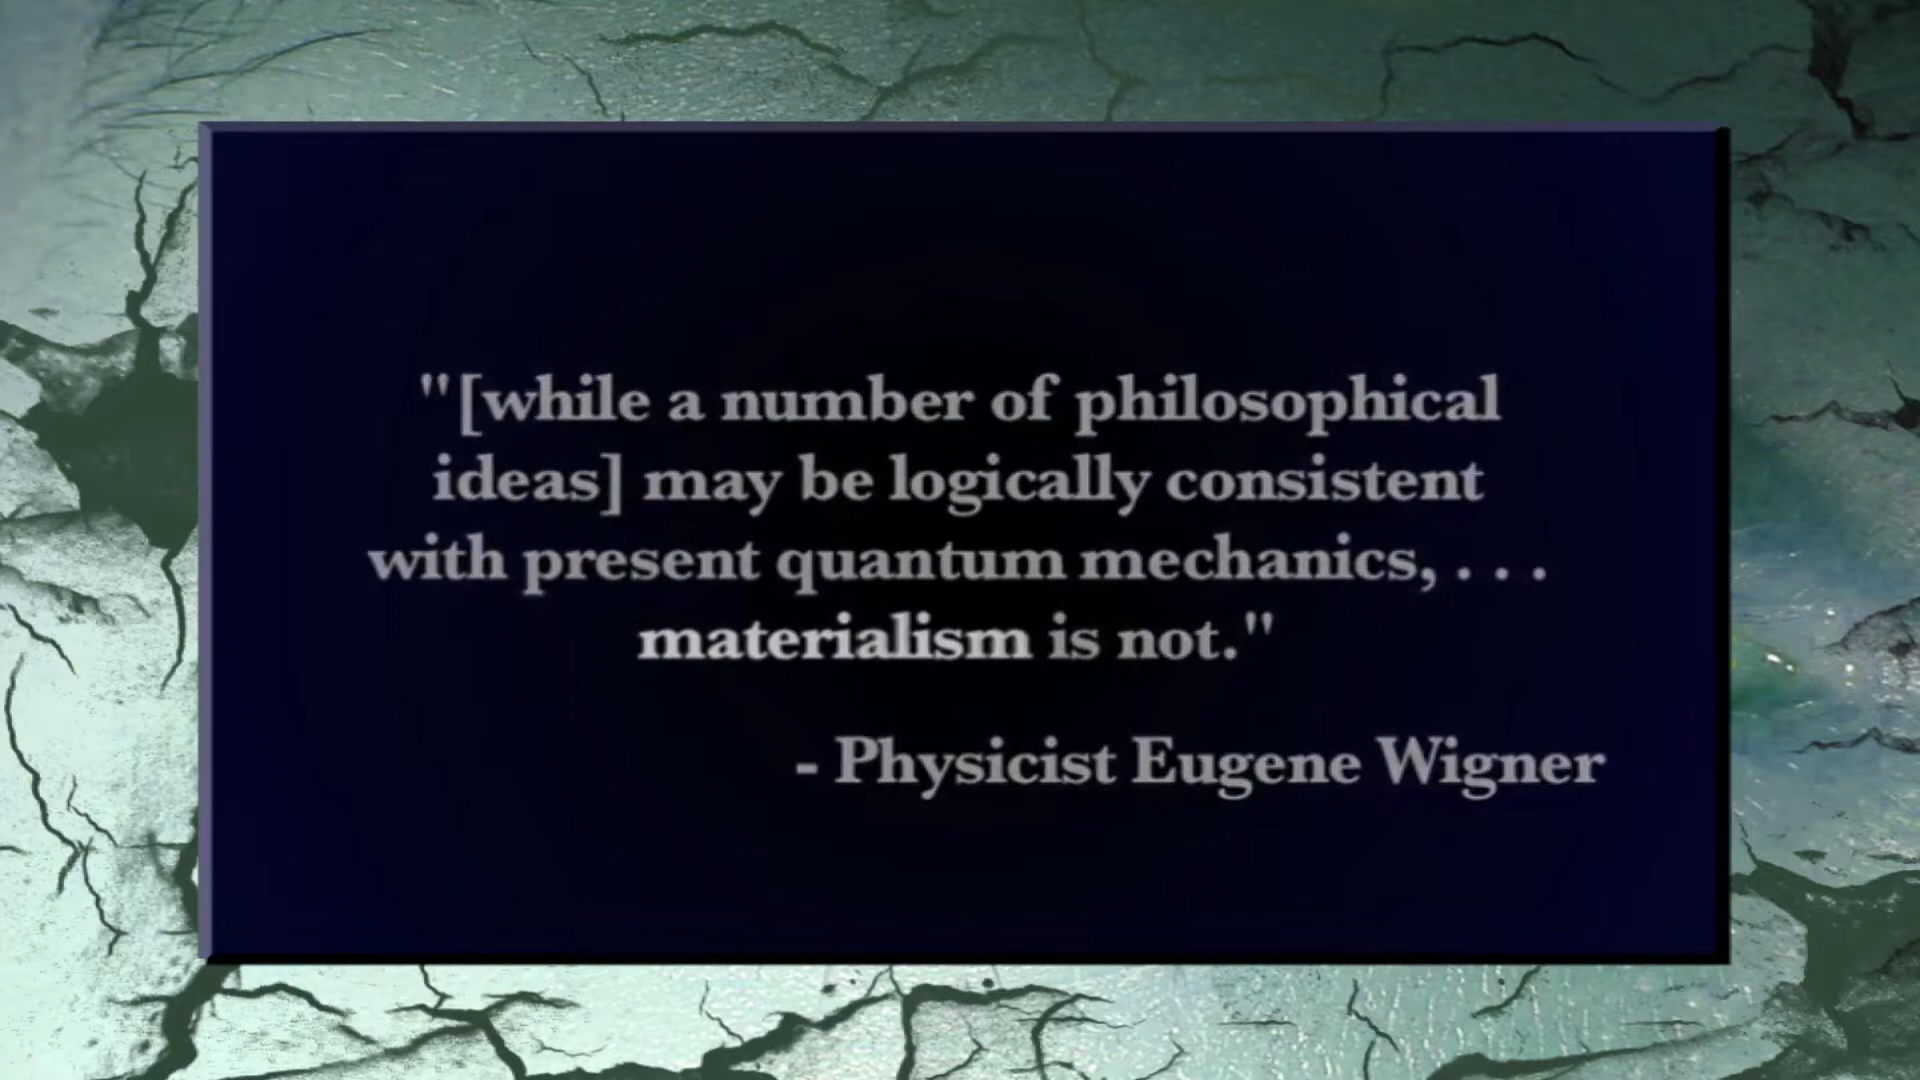 "[while a number of philosophical
ideas] may be logically consistent
with present quantum mechanics, . . .
materialism is not."
- Physicist Eugene Wigner